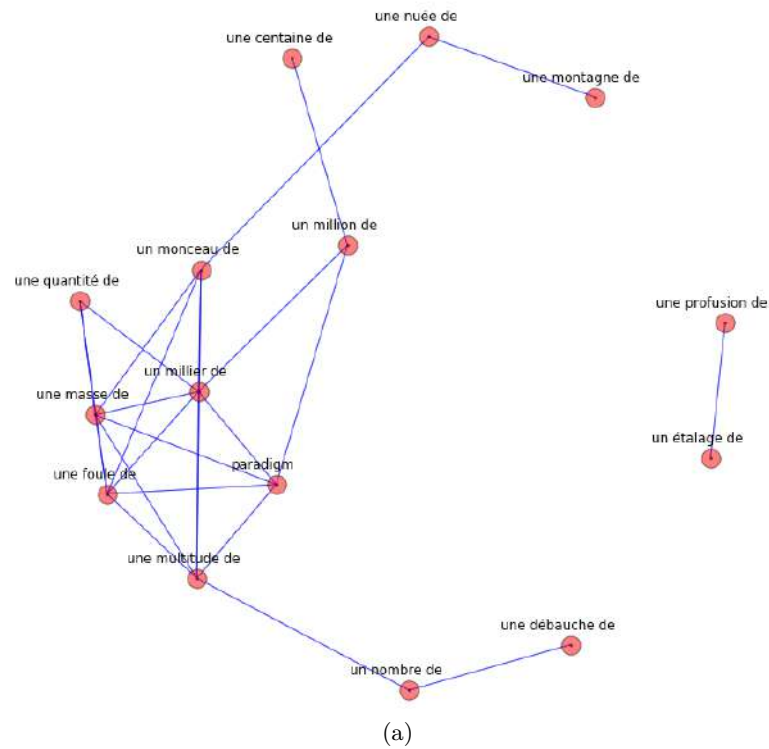 une nuée de
une centaine de
une montagne de
un million de
un monceau de
une quantité de
une profusion de
un millier de
une masse de
un étalage de
paradigm
une foule de
une multitude de
une débauche de
un nombre de
(a)